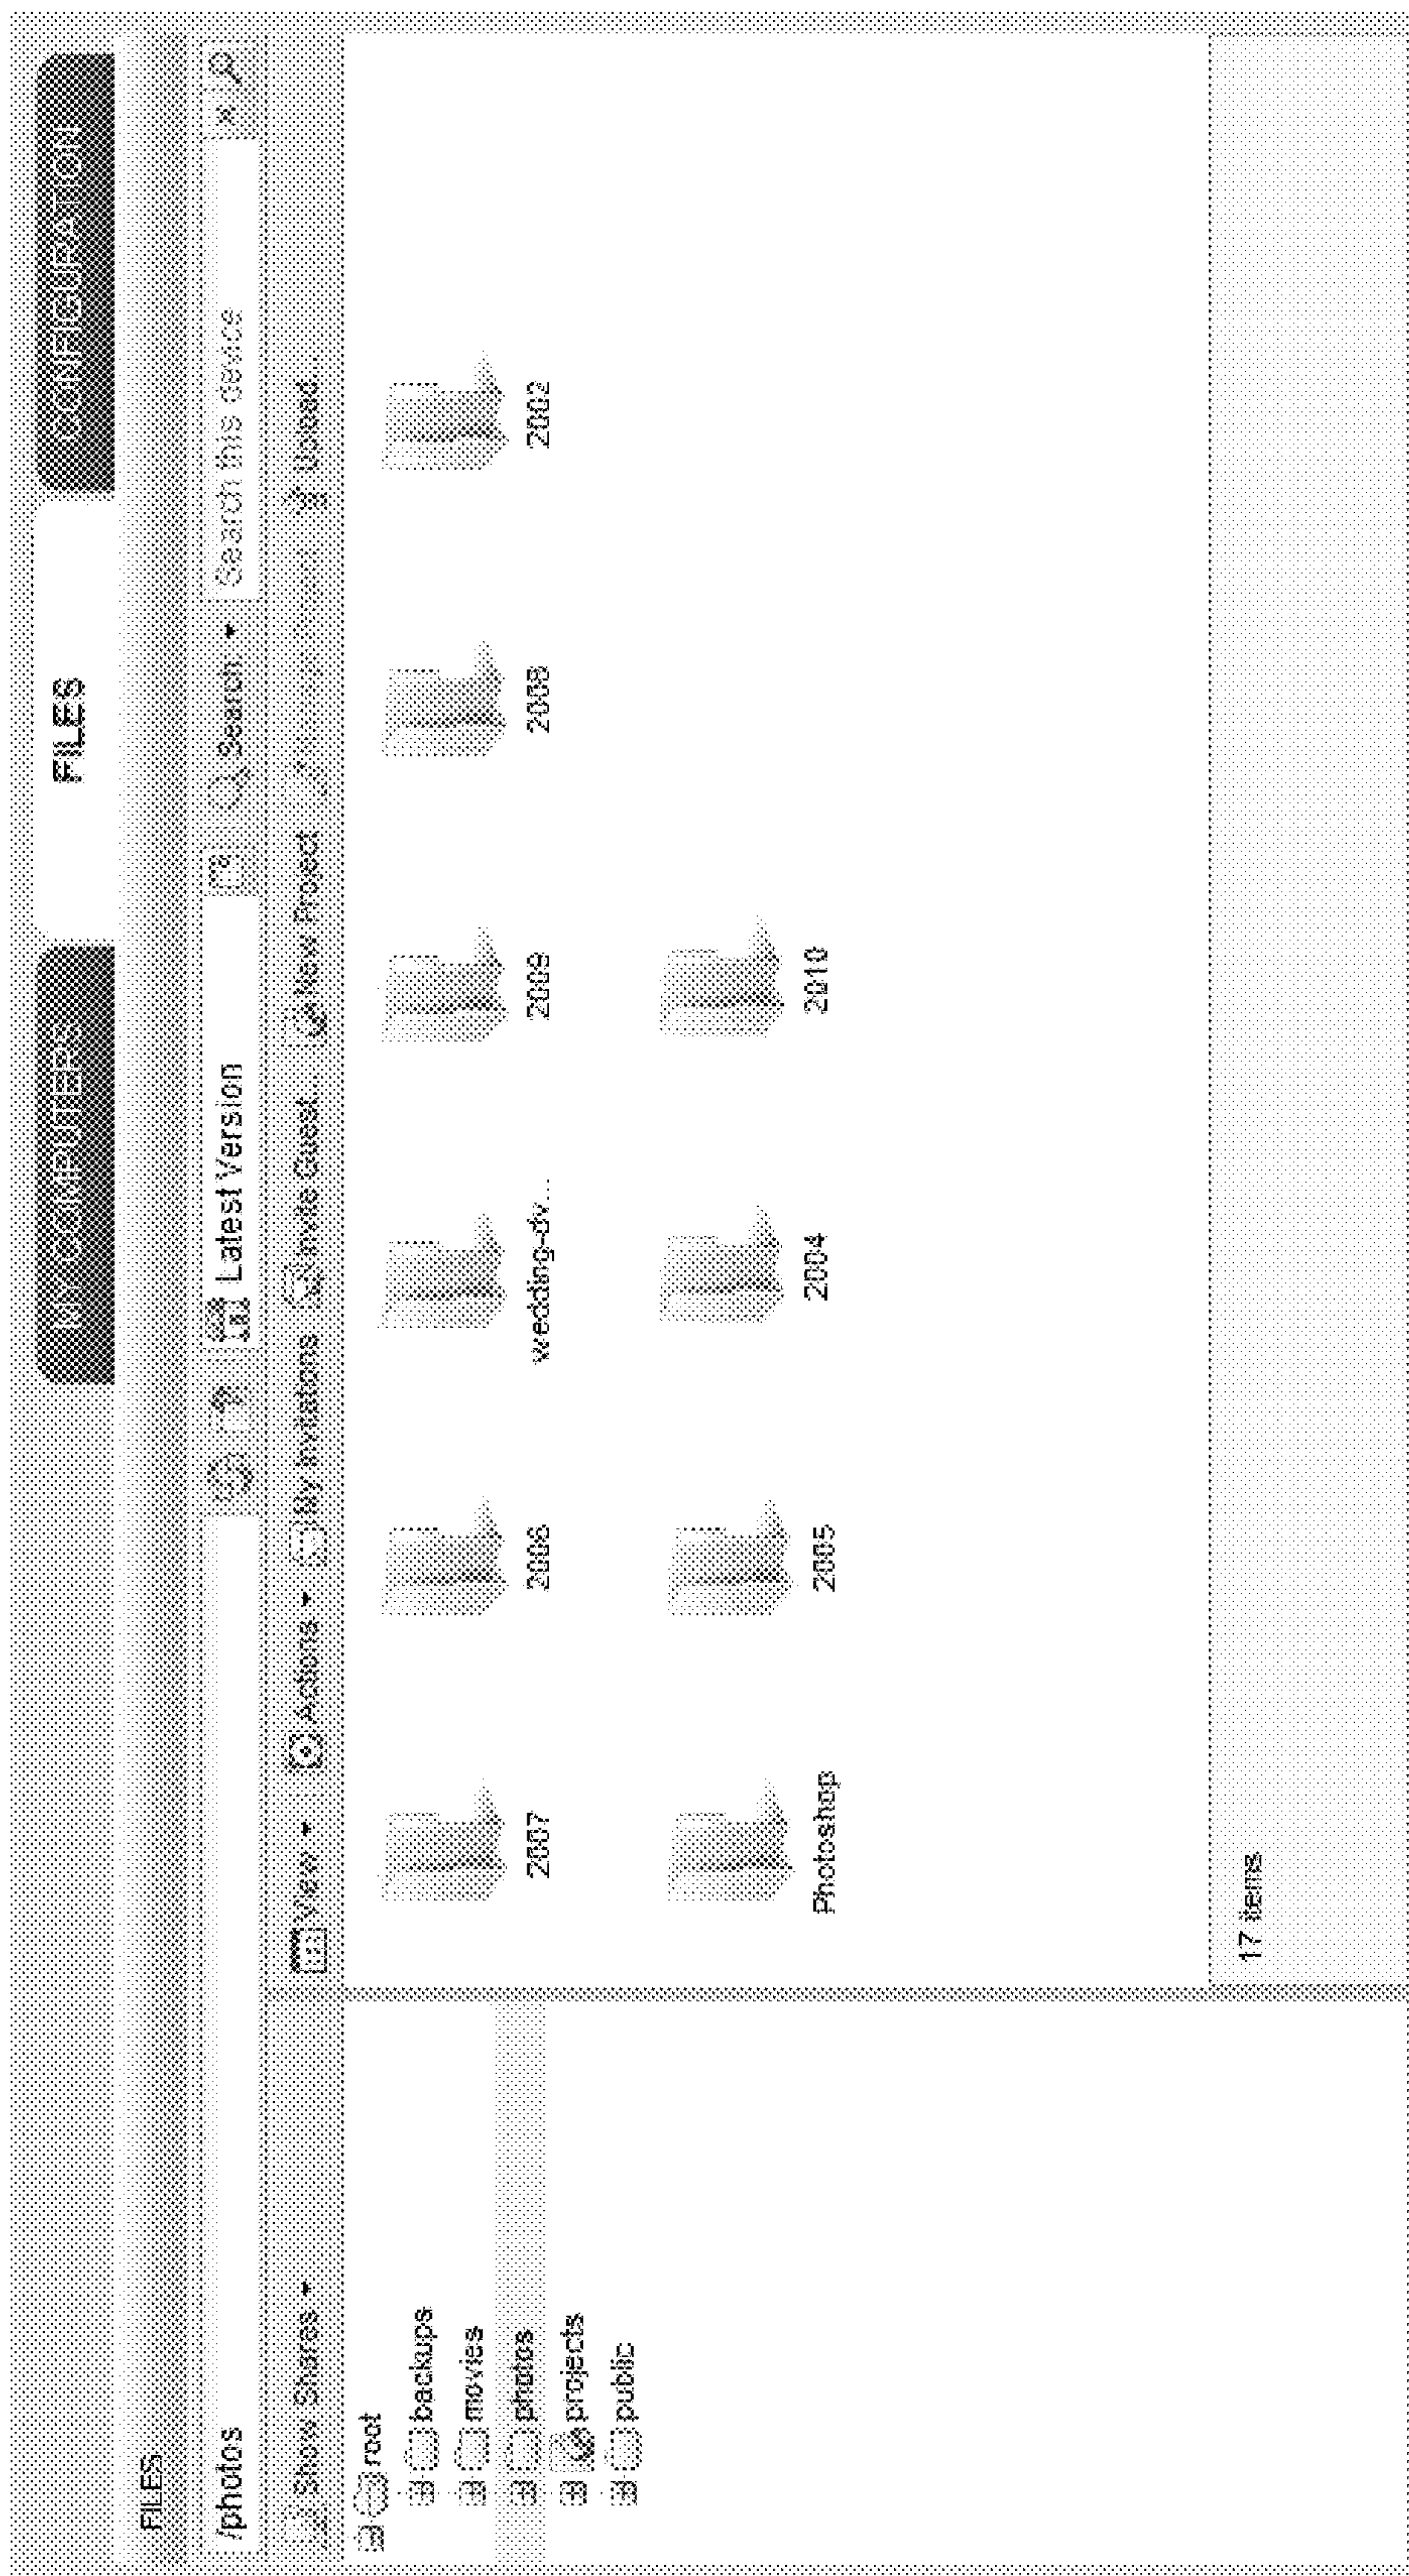 MY COMPUTERS FILES CONFIGURATION
FILES
/photos Latest Version Search Search this device
Show Shares View Actions My Invitations Invite Guest... New Project
root
backups
movies
photos
projects
public
2007 2006 wedding-dv... 2009 2008 2002
Photoshop 2005 2004 2010
17 items